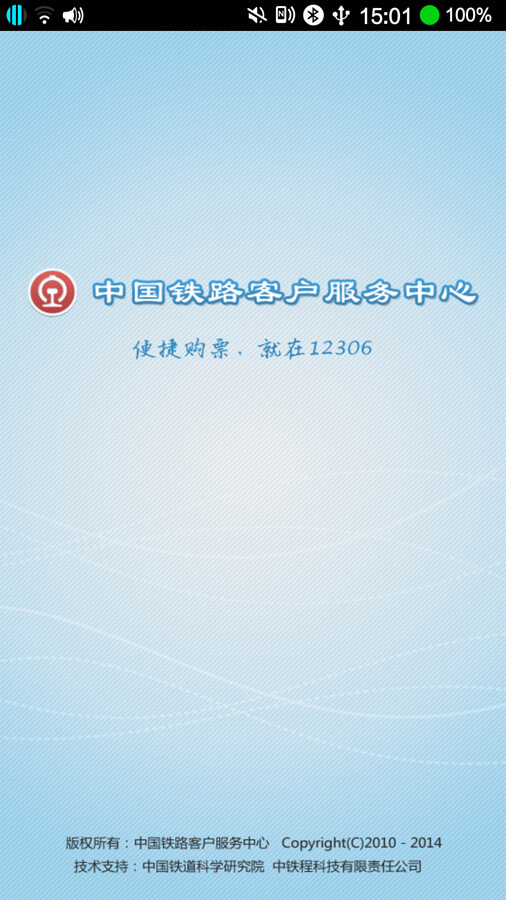 15:01 100%
中国铁路客户服务中心
便捷购票，就在12306
版权所有：中国铁路客户服务中心 Copyright(C)2010 - 2014
技术支持：中国铁道科学研究院 中铁程科技有限责任公司